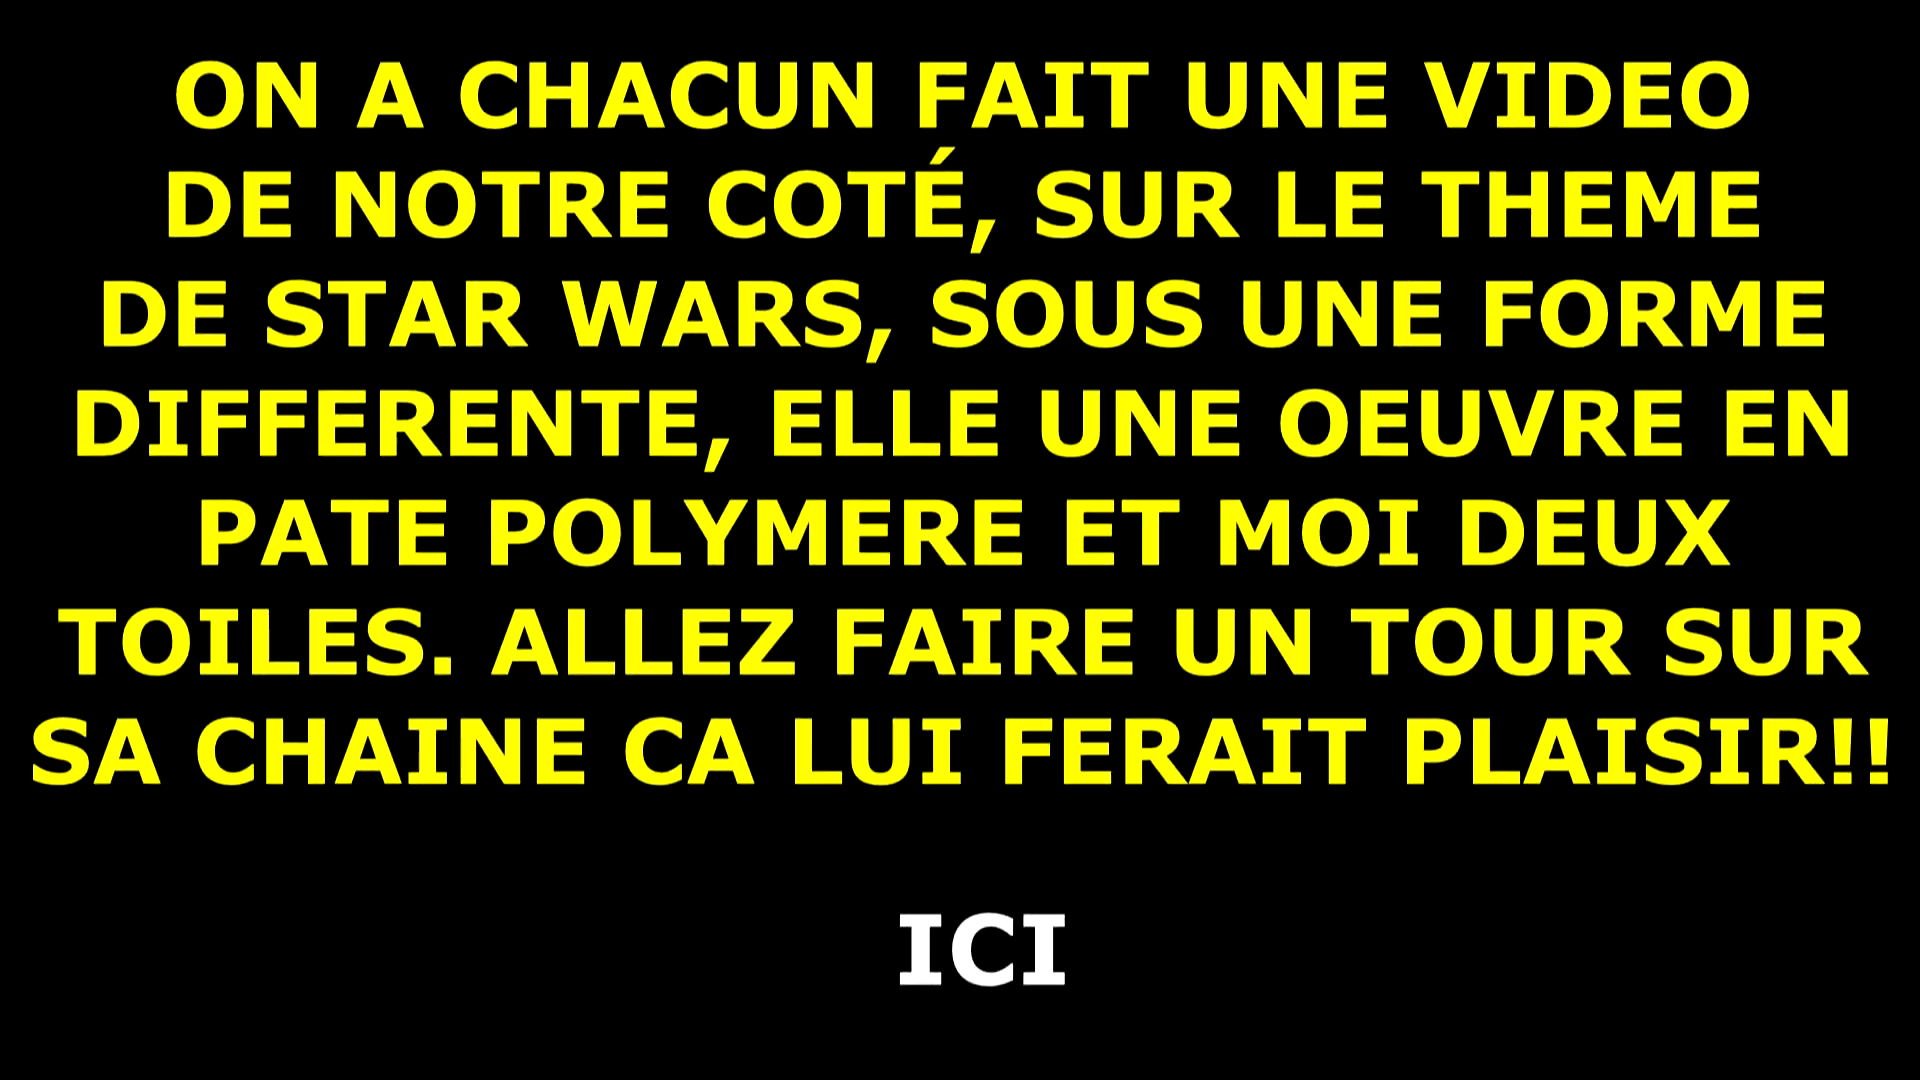 ON A CHACUN FAIT UNE VIDEO
DE NOTRE COTÉ, SUR LE THEME
DE STAR WARS, SOUS UNE FORME
DIFFERENTE, ELLE UNE OEUVRE EN
PATE POLYMERE ET MOI DEUX
TOILES. ALLEZ FAIRE UN TOUR SUR
SA CHAINE CA LUI FERAIT PLAISIR!!
ICI